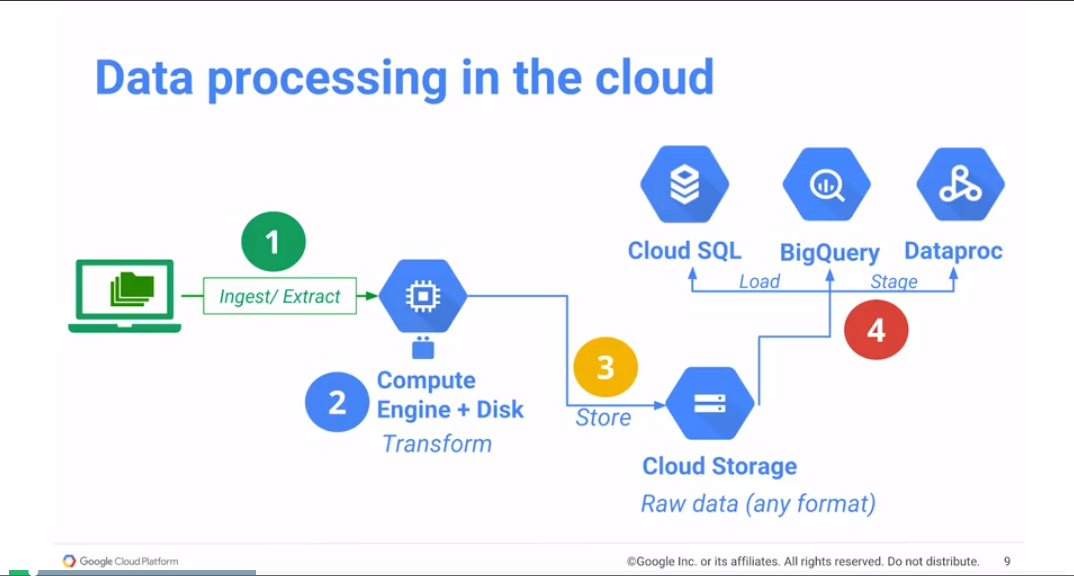 Data processing in the cloud
1
Ingest/ Extract
2
Compute
Engine + Disk
Transform
3
Store
Cloud Storage
Raw data (any format)
Cloud SQL
BigQuery
Dataproc
Load
Stage
4
Google Cloud Platform
©Google Inc. or its affiliates. All rights reserved. Do not distribute.
9